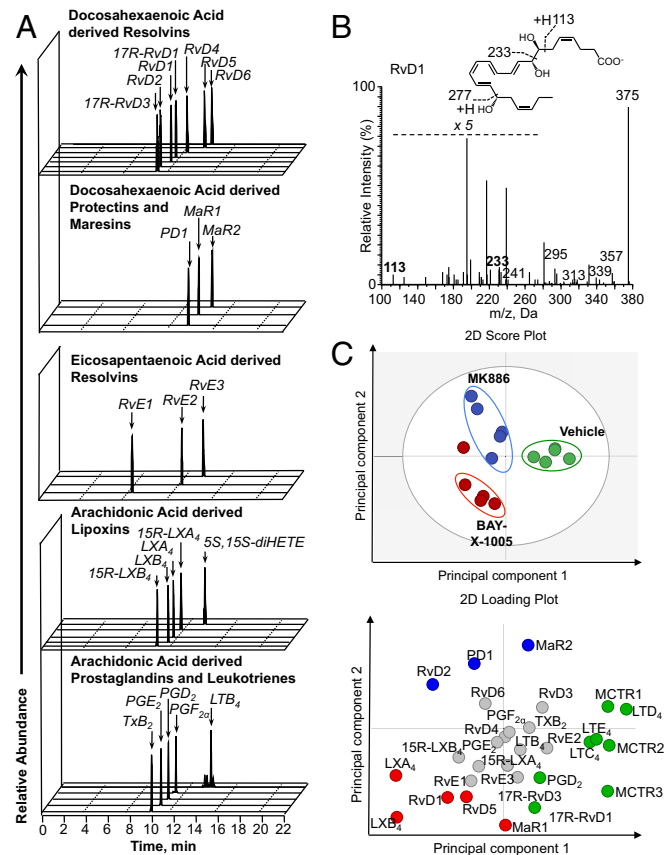 A
Docosahexaenoic Acid
derived Resolvins
17R-RvD1
RvD4
RvD1
RvD5
RvD2
RvD6
17R-RvD3
Docosahexaenoic Acid derived
Protectins and
Maresins
MaR1
PD1
MaR2
Eicosapentaenoic Acid derived
Resolvins
RvE3
RvE1
RvE2
Arachidonic Acid derived
Lipoxins
15R-LXA4
LXA4
5S,15S-diHETE
LXB4
15R-LXB4
Arachidonic Acid derived
Prostaglandins and Leukotrienes
PGD2
LTB4
PGE2
PGF2α
TxB2
Relative Abundance
0 2 4 6 8 10 12 14 16 18 20 22
Time, min
B
RvD1
+H 113
HO
233
COO-
OH
277
+H
HO
x 5
375
100
Relative Intensity (%)
0
113
233
241
295
313
339
357
100 140 180 220 260 300 340 380
m/z, Da
C
2D Score Plot
MK886
Vehicle
BAY-
X-1005
Principal component 2
Principal component 1
2D Loading Plot
MaR2
PD1
RvD2
RvD6
RvD3
MCTR1
LTD4
PGF2α
TXB2
RvD4
LTE4
RvE2
MCTR2
15R-LXB4
PGE2
LTB4
LTC4
15R-LXA4
LXA4
RvE1
RvE3
PGD2
MCTR3
RvD1
RvD5
17R-RvD3
17R-RvD1
LXB4
MaR1
Principal component 2
Principal component 1